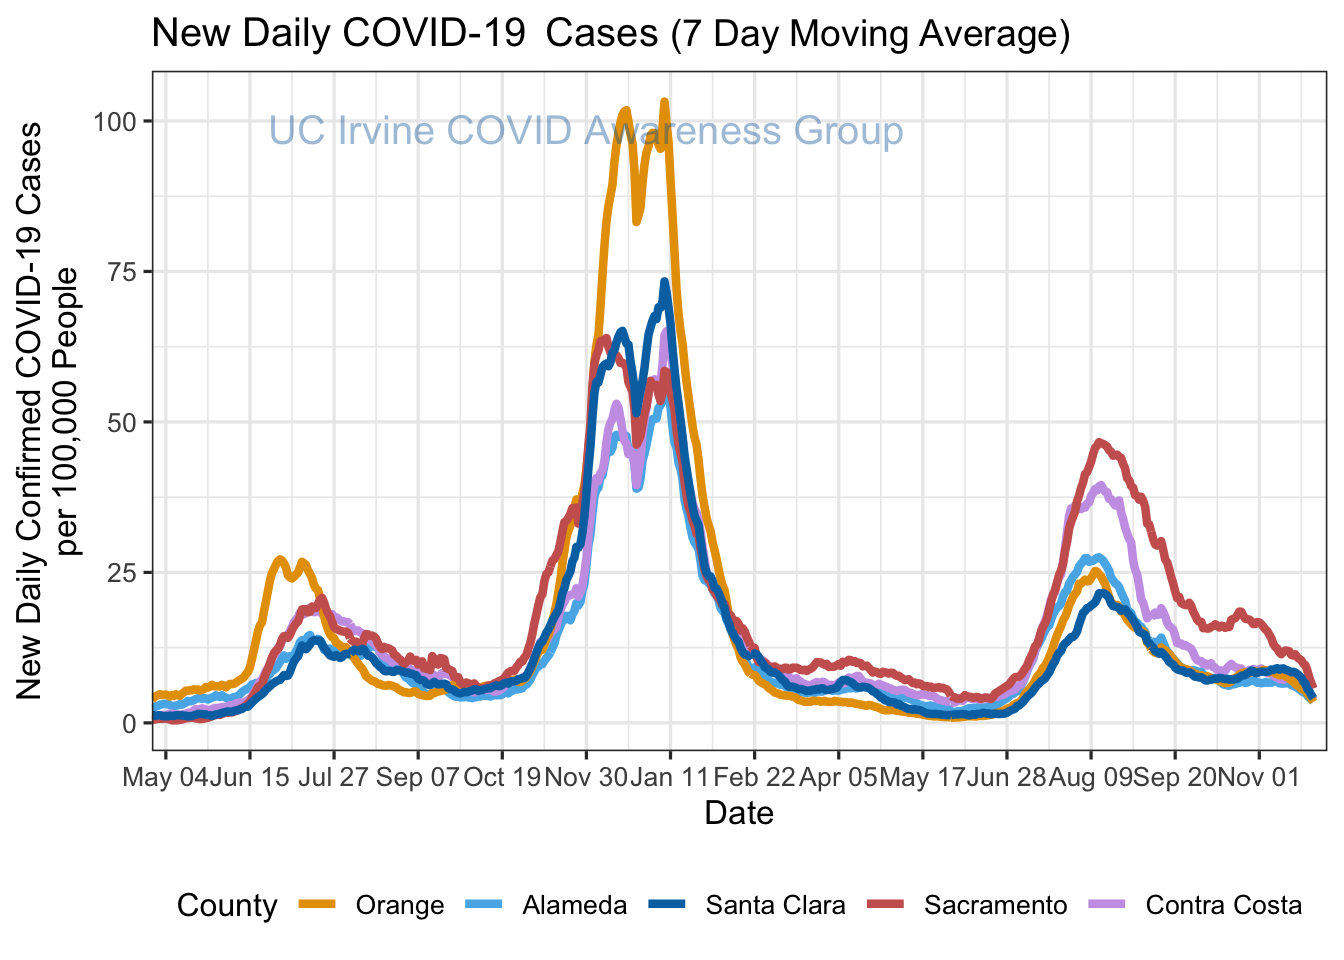 New Daily COVID-19 Cases (7 Day Moving Average)
UC Irvine COVID Awareness Group
New Daily Confirmed COVID-19 Cases
per 100,000 People
100
75
50
25
0
May 04 Jun 15 Jul 27 Sep 07 Oct 19 Nov 30 Jan 11 Feb 22 Apr 05 May 17 Jun 28 Aug 09 Sep 20 Nov 01
Date
County Orange Alameda Santa Clara Sacramento Contra Costa